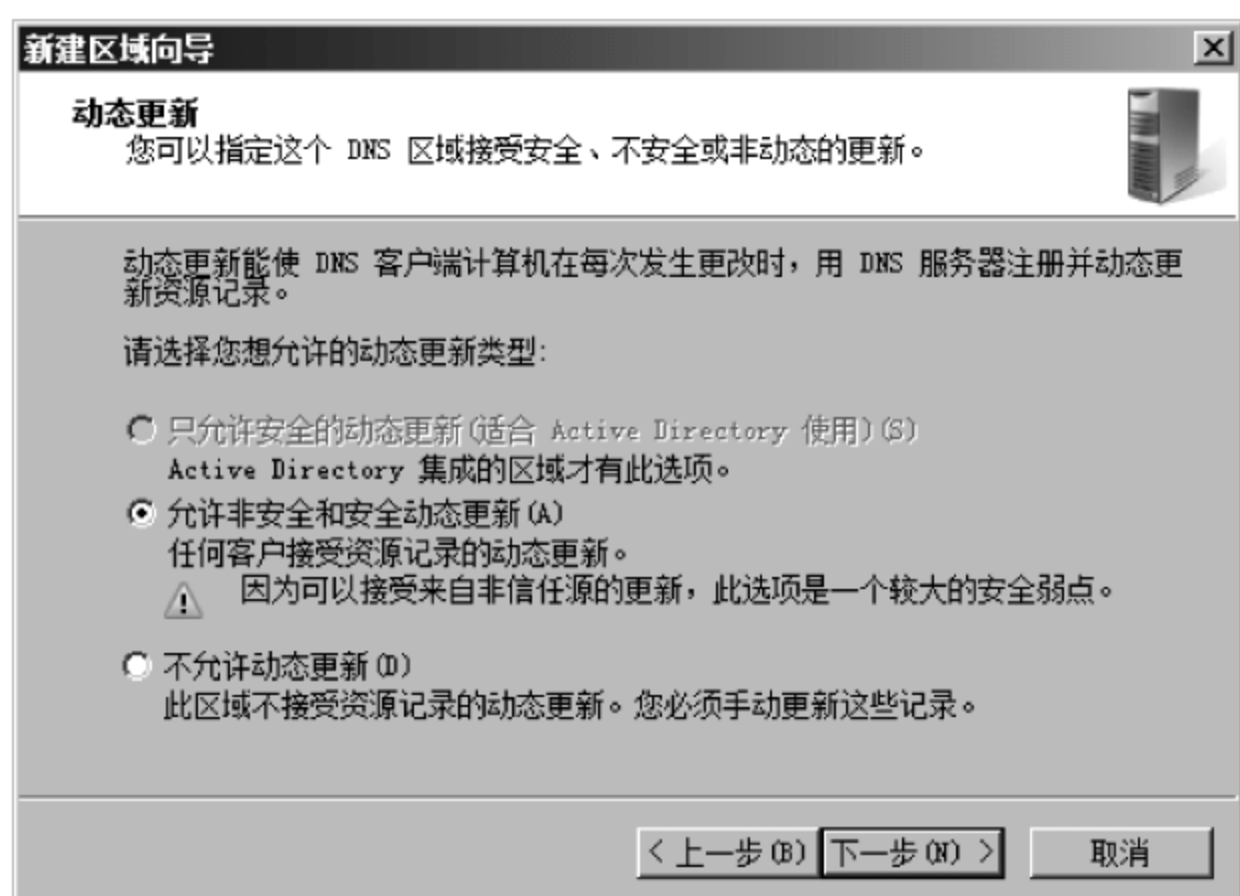 新建区域向导
动态更新
您可以指定这个 DNS 区域接受安全、不安全或非动态的更新。
动态更新能使 DNS 客户端计算机在每次发生更改时，用 DNS 服务器注册并动态更
新资源记录。
请选择您想允许的动态更新类型:
只允许安全的动态更新(适合 Active Directory 使用)(S)
Active Directory 集成的区域才有此选项。
允许非安全和安全动态更新(A)
任何客户接受资源记录的动态更新。
因为可以接受来自非信任源的更新，此选项是一个较大的安全弱点。
不允许动态更新(D)
此区域不接受资源记录的动态更新。您必须手动更新这些记录。
< 上一步(B) 下一步(N) > 取消